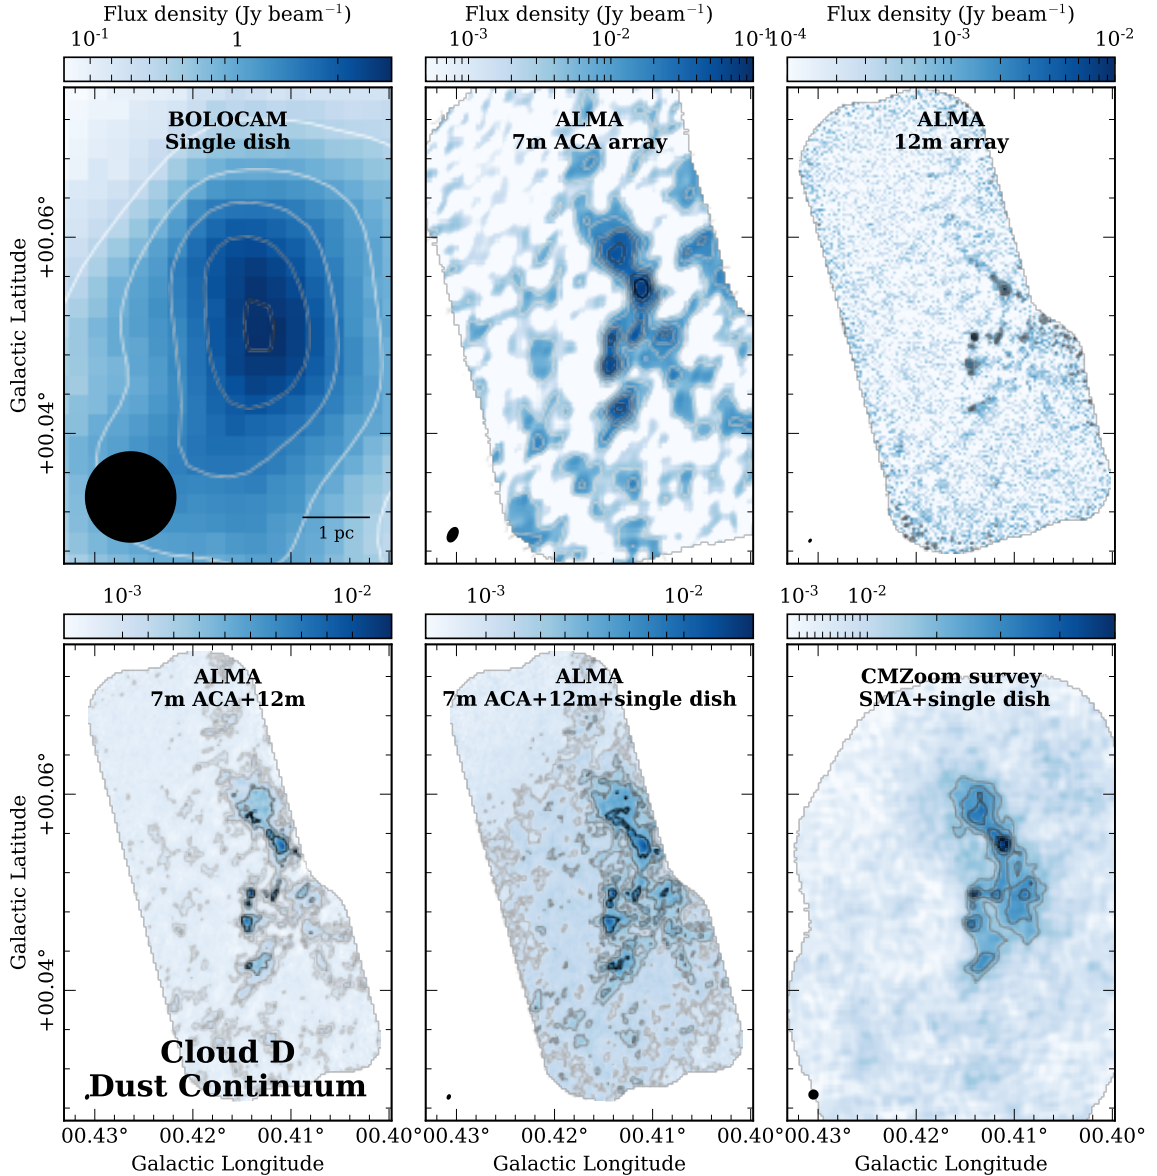 Flux density (Jy beam⁻¹) Flux density (Jy beam⁻¹) Flux density (Jy beam⁻¹)
10⁻¹ 1 10⁻³ 10⁻² 10⁻¹ 10⁻⁴ 10⁻³ 10⁻²
BOLOCAM
Single dish
ALMA
7m ACA array
ALMA
12m array
Galactic Latitude
+00.06°
+00.04°
1 pc
10⁻³ 10⁻² 10⁻³ 10⁻² 10⁻³ 10⁻²
ALMA
7m ACA+12m
ALMA
7m ACA+12m+single dish
CMZoom survey
SMA+single dish
Galactic Latitude
+00.06°
+00.04°
Cloud D
Dust Continuum
00.43° 00.42° 00.41° 00.40° 00.43° 00.42° 00.41° 00.40° 00.43° 00.42° 00.41° 00.40°
Galactic Longitude Galactic Longitude Galactic Longitude